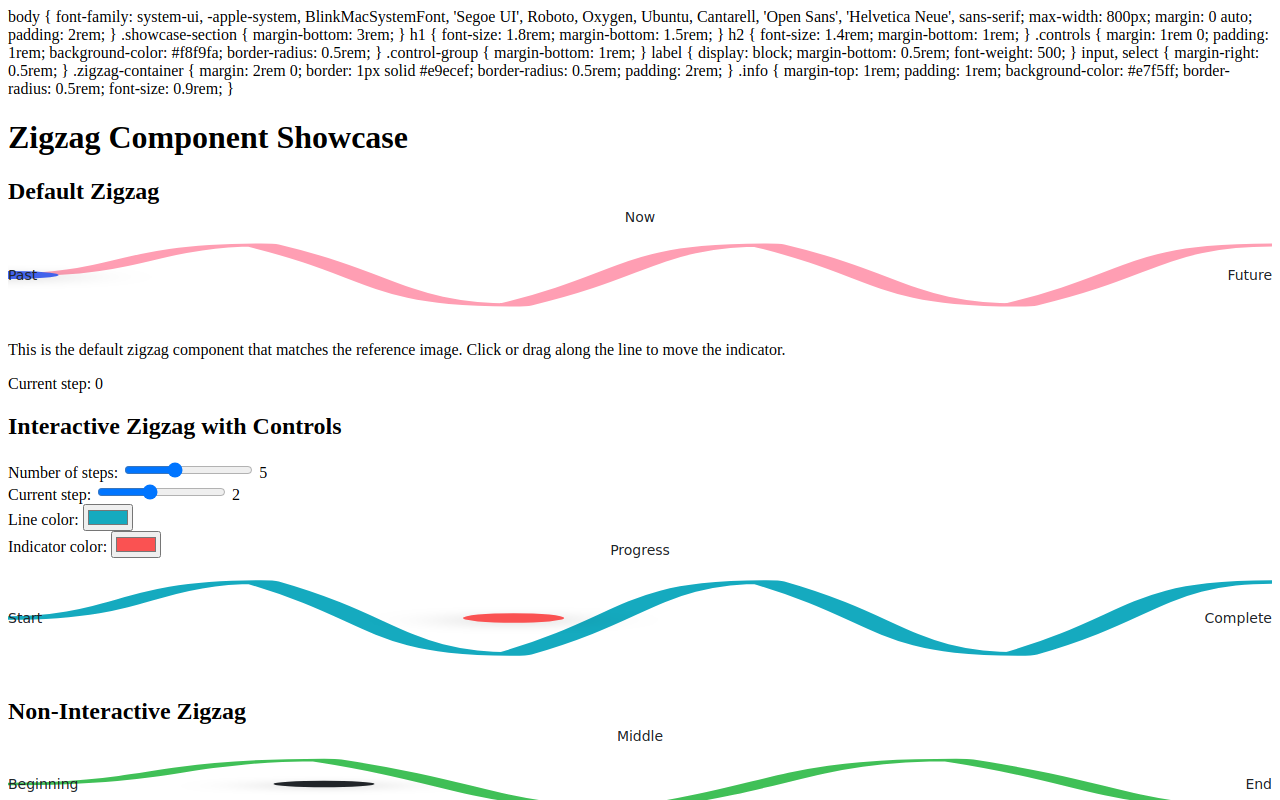 body { font-family: system-ui, -apple-system, BlinkMacSystemFont, 'Segoe UI', Roboto, Oxygen, Ubuntu, Cantarell, 'Open Sans', 'Helvetica Neue', sans-serif; max-width: 800px; margin: 0 auto;
padding: 2rem; } .showcase-section { margin-bottom: 3rem; } h1 { font-size: 1.8rem; margin-bottom: 1.5rem; } h2 { font-size: 1.4rem; margin-bottom: 1rem; } .controls { margin: 1rem 0; padding:
1rem; background-color: #f8f9fa; border-radius: 0.5rem; } .control-group { margin-bottom: 1rem; } label { display: block; margin-bottom: 0.5rem; font-weight: 500; } input, select { margin-right:
0.5rem; } .zigzag-container { margin: 2rem 0; border: 1px solid #e9ecef; border-radius: 0.5rem; padding: 2rem; } .info { margin-top: 1rem; padding: 1rem; background-color: #e7f5ff; border-
radius: 0.5rem; font-size: 0.9rem; }
Zigzag Component Showcase
Default Zigzag
Now
Past
Future
This is the default zigzag component that matches the reference image. Click or drag along the line to move the indicator.
Current step: 0
Interactive Zigzag with Controls
Number of steps: 5
Current step: 2
Line color:
Indicator color:
Progress
Start
Complete
Non-Interactive Zigzag
Middle
Beginning
End